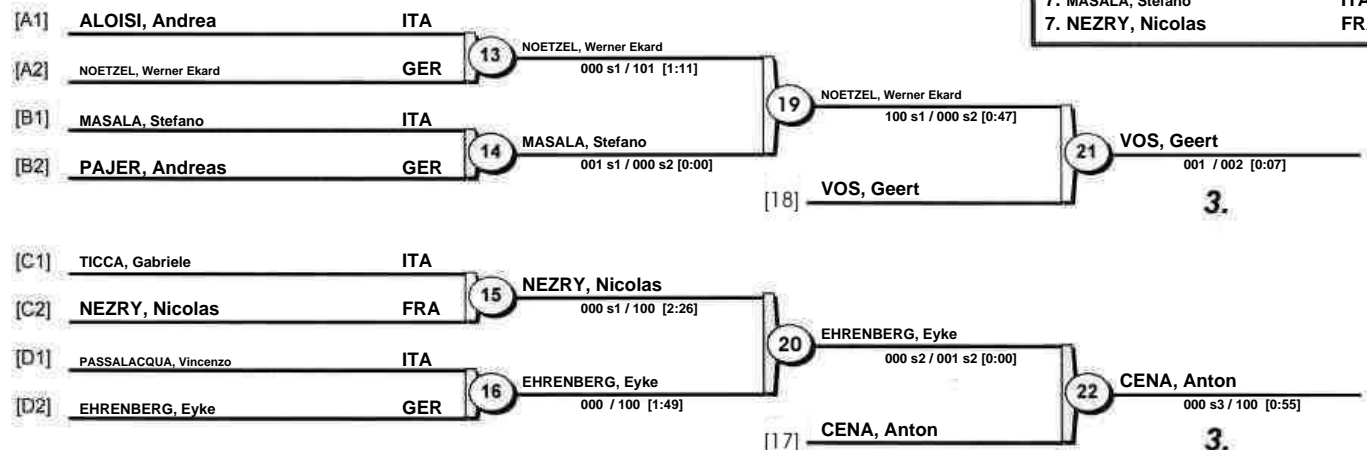 7. MASALA, Stefano ITA
7. NEZRY, Nicolas FRA
[A1] ALOISI, Andrea ITA
13 NOETZEL, Werner Ekard
[A2] NOETZEL, Werner Ekard GER
000 s1 / 101 [1:11]
19 NOETZEL, Werner Ekard
100 s1 / 000 s2 [0:47]
[B1] MASALA, Stefano ITA
14 MASALA, Stefano
[B2] PAJER, Andreas GER
001 s1 / 000 s2 [0:00]
21 VOS, Geert
001 / 002 [0:07]
[18] VOS, Geert
3.
[C1] TICCA, Gabriele ITA
15 NEZRY, Nicolas
[C2] NEZRY, Nicolas FRA
000 s1 / 100 [2:26]
20 EHRENBERG, Eyke
000 s2 / 001 s2 [0:00]
[D1] PASSALACQUA, Vincenzo ITA
16 EHRENBERG, Eyke
[D2] EHRENBERG, Eyke GER
000 / 100 [1:49]
22 CENA, Anton
000 s3 / 100 [0:55]
[17] CENA, Anton
3.